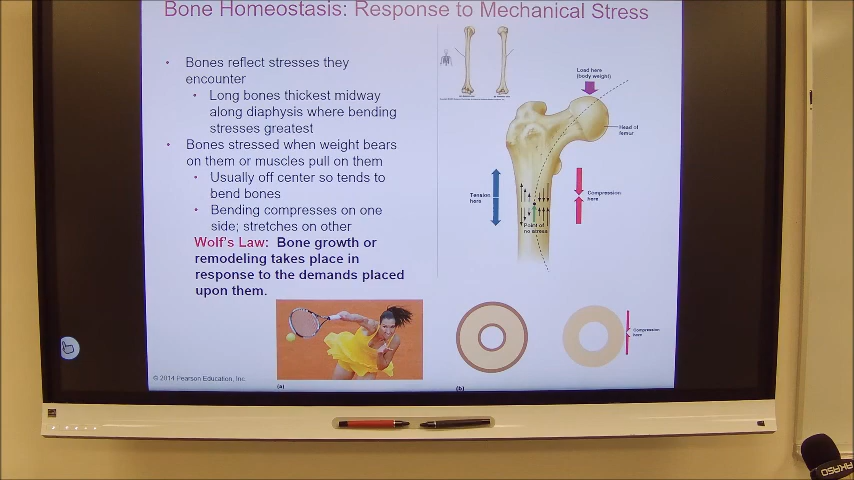 Bone Homeostasis: Response to Mechanical Stress
Bones reflect stresses they
encounter
Long bones thickest midway
along diaphysis where bending
stresses greatest
Bones stressed when weight bears
on them or muscles pull on them
Usually off center so tends to
bend bones
Bending compresses on one
side; stretches on other
Wolf's Law: Bone growth or
remodeling takes place in
response to the demands placed
upon them.
Load here
(body weight)
Head of
femur
Tension
here
Compression
here
Point of
no stress
Compression
here
© 2014 Pearson Education, Inc.
(a)
(b)
AKASO